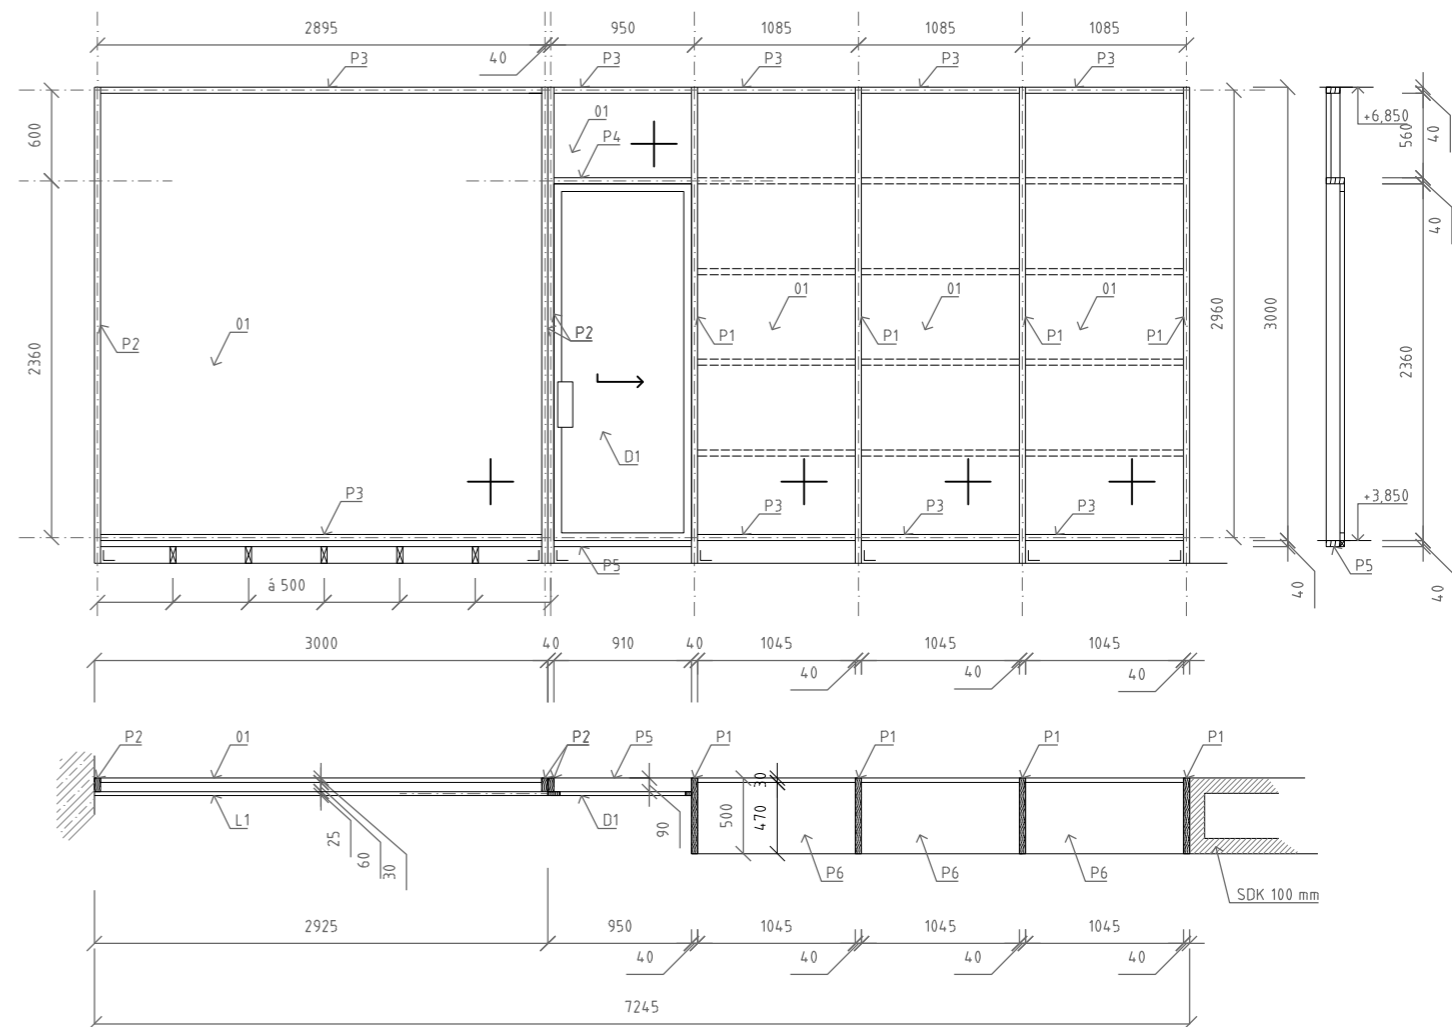 2895 950 1085 1085 1085
40
P3 P3 P3 P3 P3
600
01
P4
+6,850
560
40
40
2360
P2
01
P2
01 01 01
P1 P1 P1 P1
2960
3000
2360
D1
P3
P3 P3 P3
+3,850
P5
P5
40
40
á 500
3000 40 910 40 1045 1045 1045
40 40 40
P2 01 P2 P5 P1 P1 P1 P1
30
500
470
L1
D1
25
60
30
90
P6 P6 P6
SDK 100 mm
2925 950 1045 1045 1045
40 40 40 40
7245